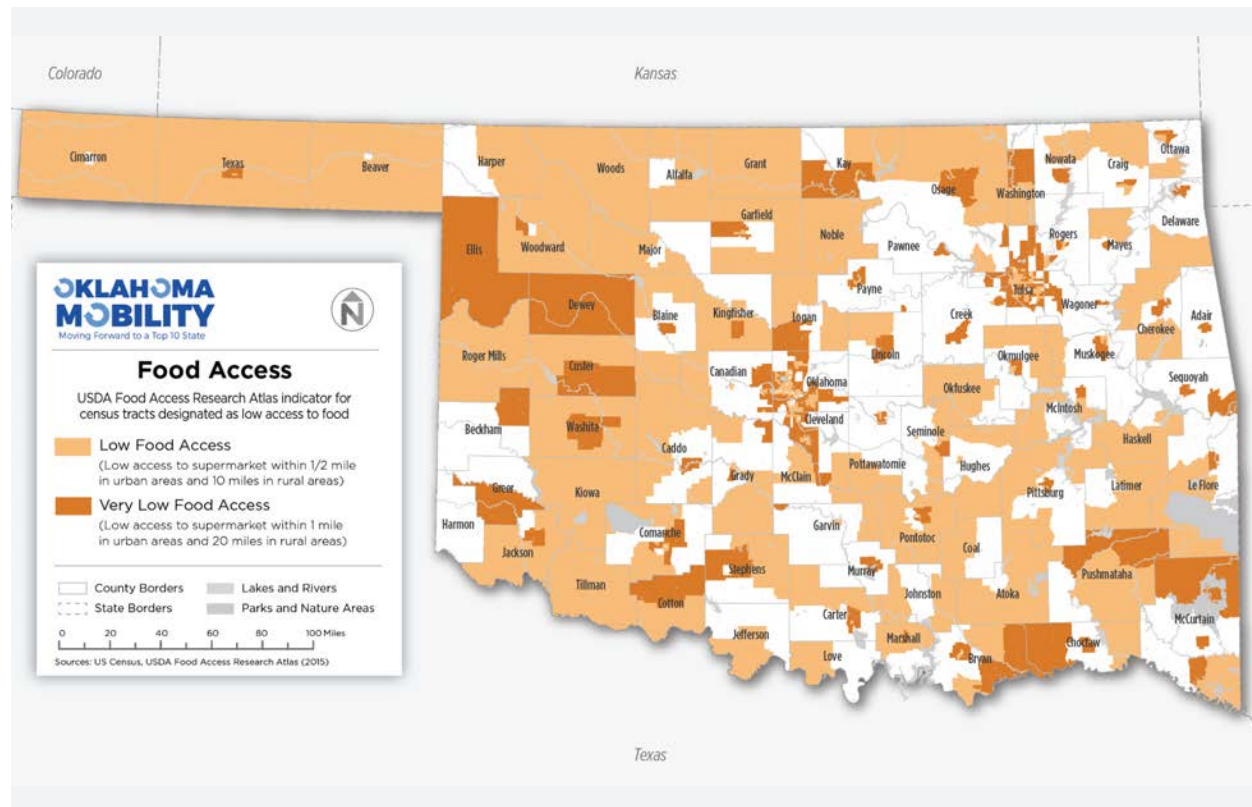 Colorado
Kansas
Cimarron
Texas
Beaver
Harper
Woods
Alfalfa
Grant
Kay
Osage
Washington
Nowata
Craig
Ottawa
Ellis
Woodward
Major
Garfield
Noble
Pawnee
Rogers
Mayes
Delaware
Dewey
Blaine
Kingfisher
Logan
Payne
Creek
Tulsa
Wagoner
Cherokee
Adair
Roger Mills
Custer
Canadian
Oklahoma
Lincoln
Okmulgee
Muskogee
Sequoyah
Beckham
Washita
Caddo
Cleveland
Okfuskee
McIntosh
Seminole
Haskell
Greer
Kiowa
Grady
McClain
Pottawatomie
Hughes
Pittsburg
Latimer
Le Flore
Harmon
Jackson
Comanche
Garvin
Pontotoc
Coal
Tillman
Cotton
Stephens
Murray
Johnston
Atoka
Pushmataha
McCurtain
Jefferson
Carter
Love
Marshall
Bryan
Choctaw
OKLAHOMA
MOBILITY
Moving Forward to a Top 10 State
N
Food Access
USDA Food Access Research Atlas indicator for
census tracts designated as low access to food
Low Food Access
(Low access to supermarket within 1/2 mile
in urban areas and 10 miles in rural areas)
Very Low Food Access
(Low access to supermarket within 1 mile
in urban areas and 20 miles in rural areas)
County Borders
Lakes and Rivers
State Borders
Parks and Nature Areas
0 20 40 60 80 100 Miles
Sources: US Census, USDA Food Access Research Atlas (2015)
Texas